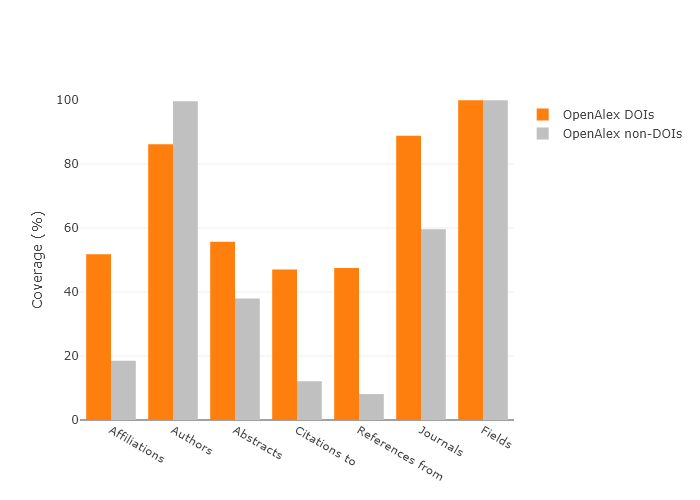 100
80
60
40
20
0
Coverage (%)
Affiliations
Authors
Abstracts
Citations to
References from
Journals
Fields
OpenAlex DOIs
OpenAlex non-DOIs